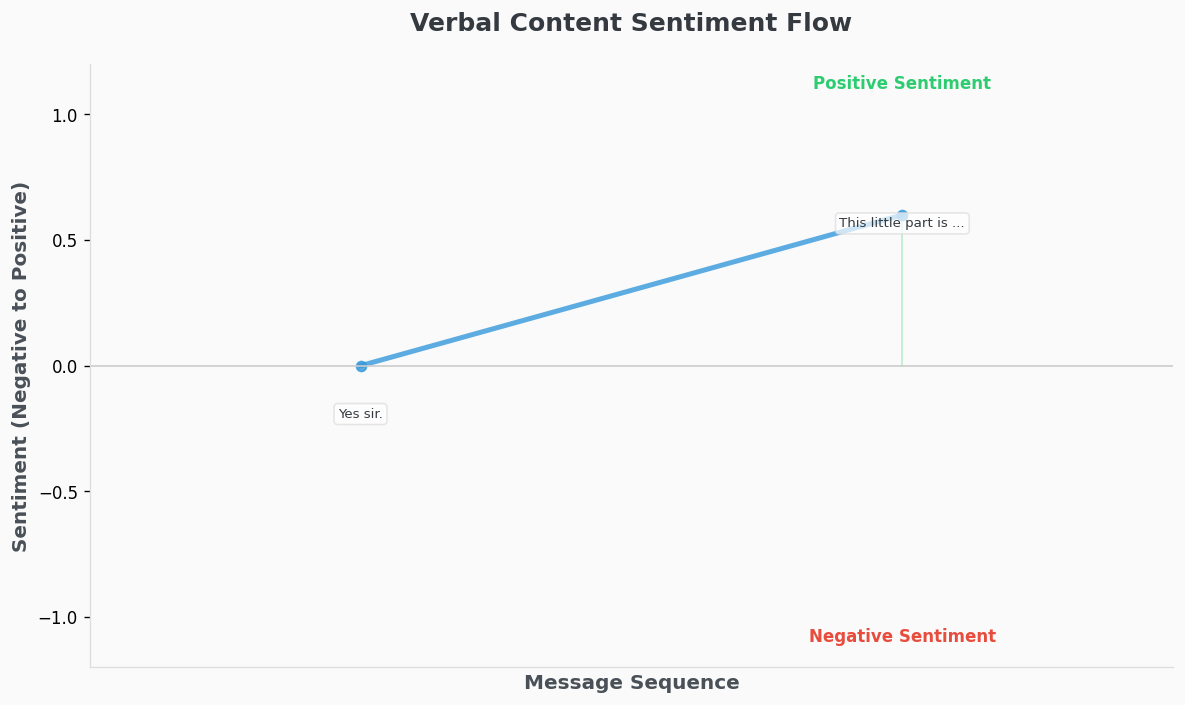 Verbal Content Sentiment Flow
Positive Sentiment
1.0
This little part is ...
0.5
0.0
Yes sir.
−0.5
−1.0
Negative Sentiment
Sentiment (Negative to Positive)
Message Sequence